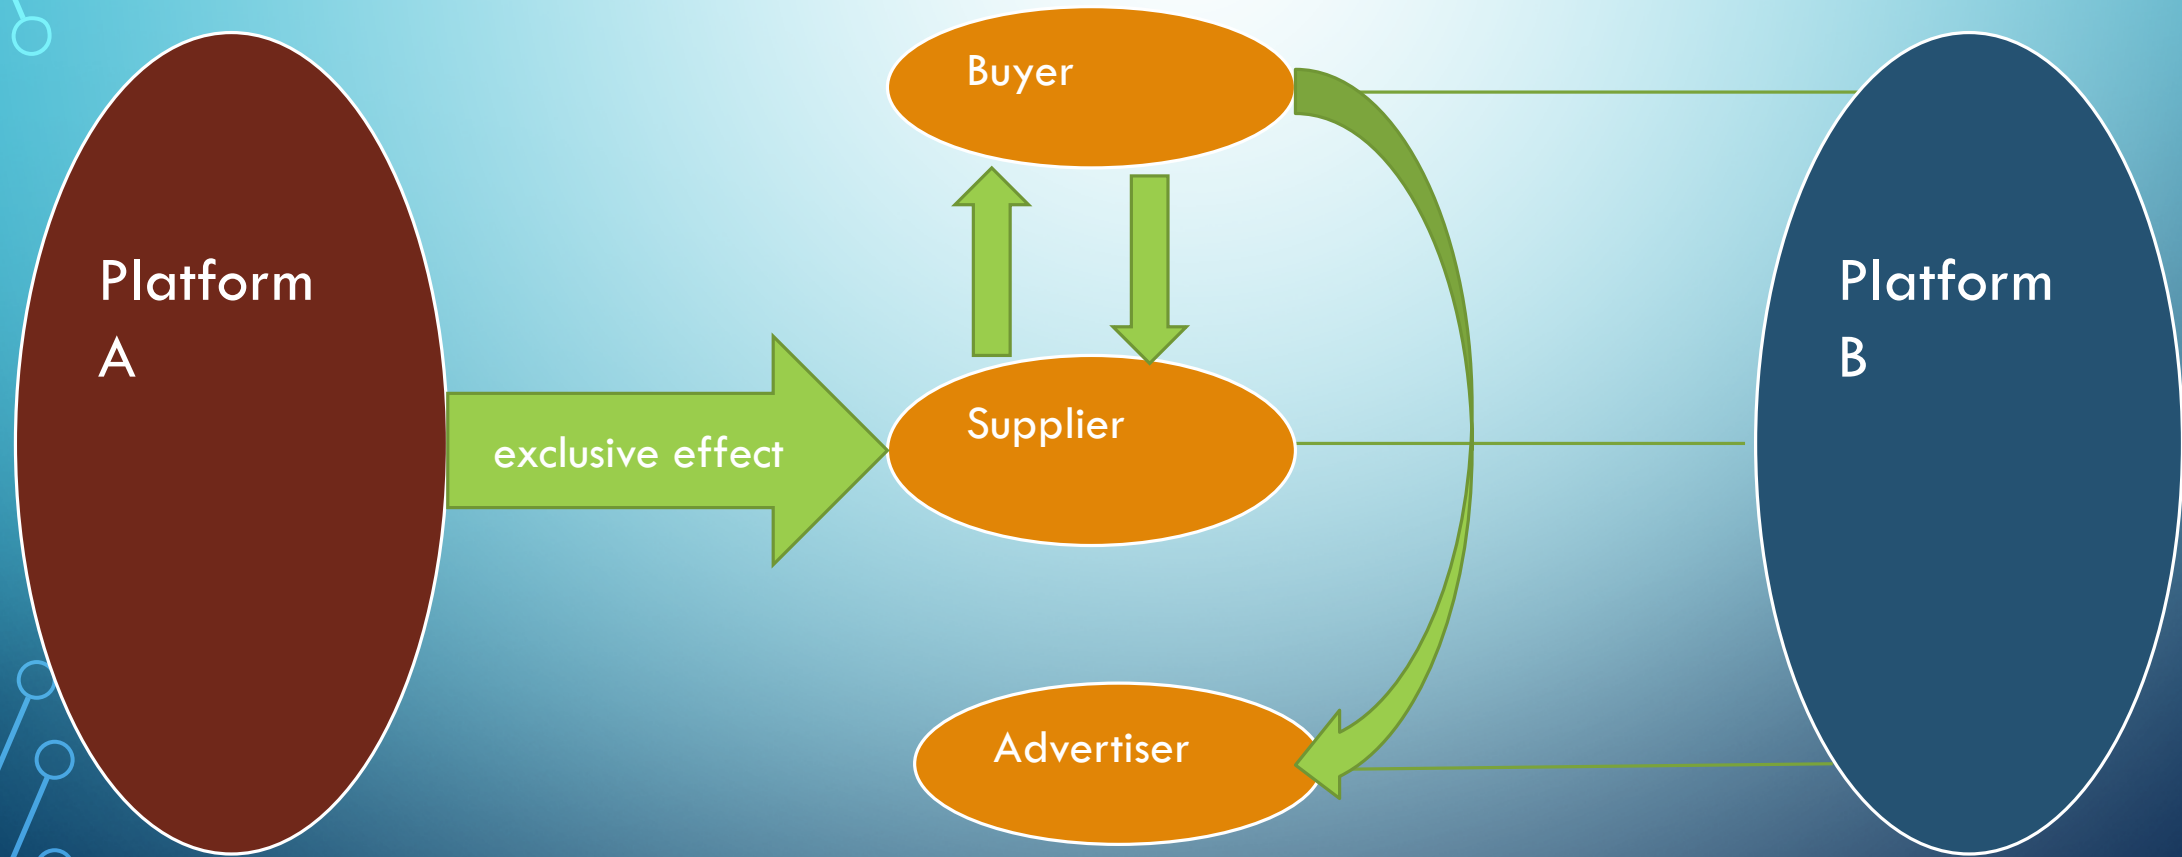 Buyer
Platform
A
exclusive effect
Supplier
Advertiser
Platform
B